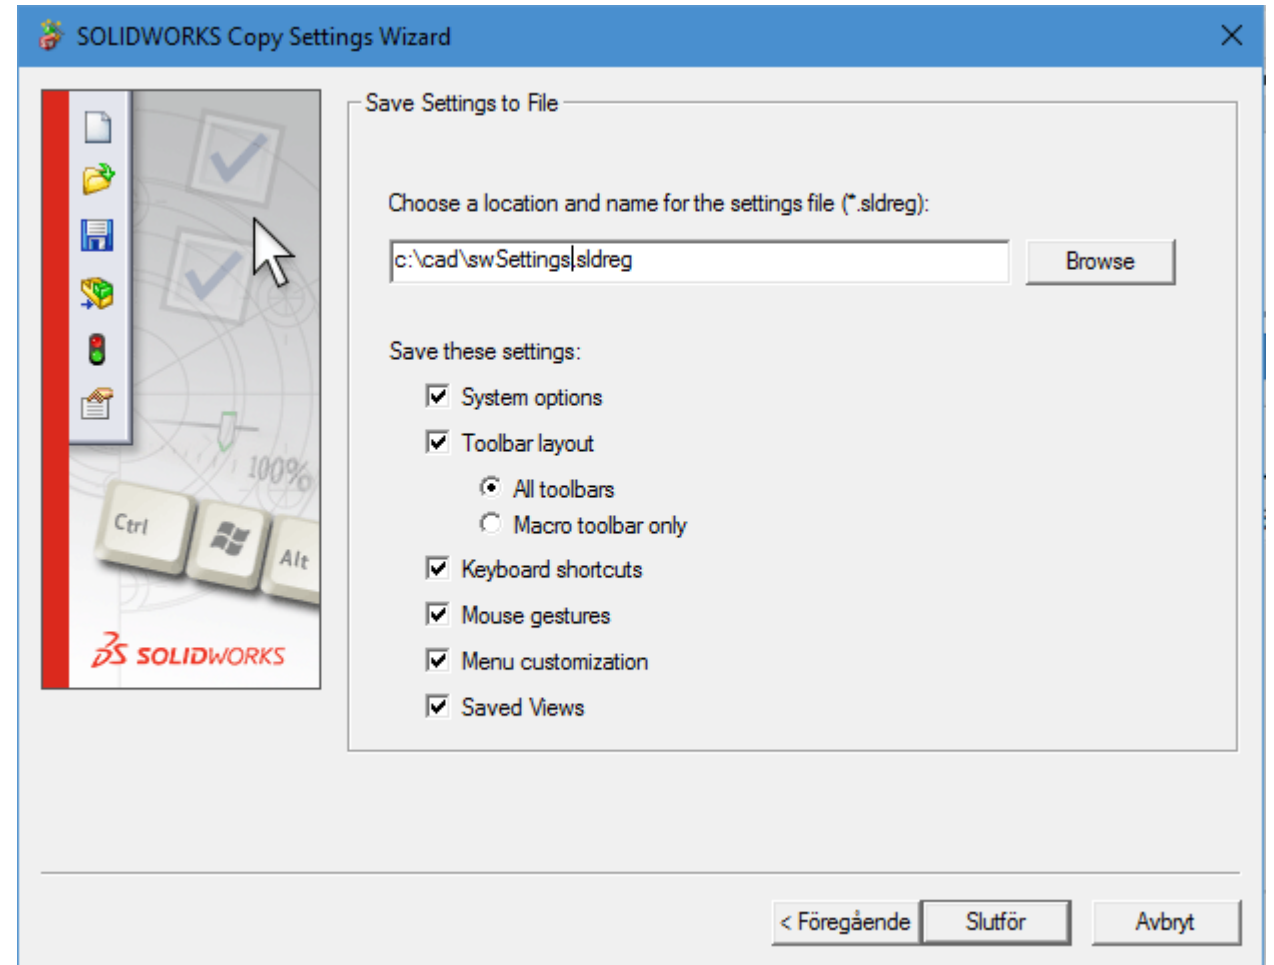 SOLIDWORKS Copy Settings Wizard
Save Settings to File
Choose a location and name for the settings file (*.sldreg):
c:\cad\swSettings.sldreg
Browse
Save these settings:
System options
Toolbar layout
All toolbars
Macro toolbar only
Keyboard shortcuts
Mouse gestures
Menu customization
Saved Views
100%
Ctrl
Alt
3S SOLIDWORKS
< Föregående
Slutför
Avbryt